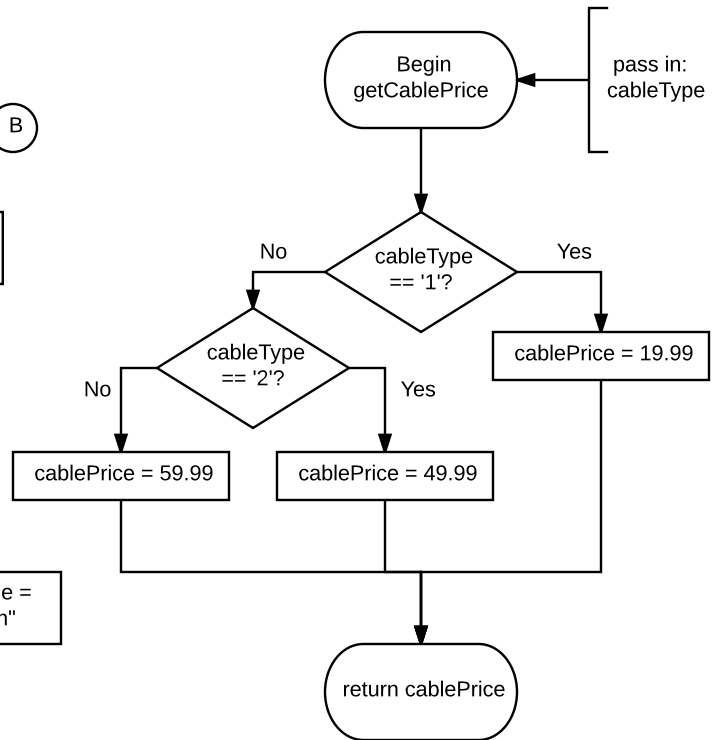 Begin
getCablePrice
pass in:
cableType
B
cableType
== '1'?
No
Yes
cableType
== '2'?
cablePrice = 19.99
No
Yes
cablePrice = 59.99
cablePrice = 49.99
e =
n"
return cablePrice